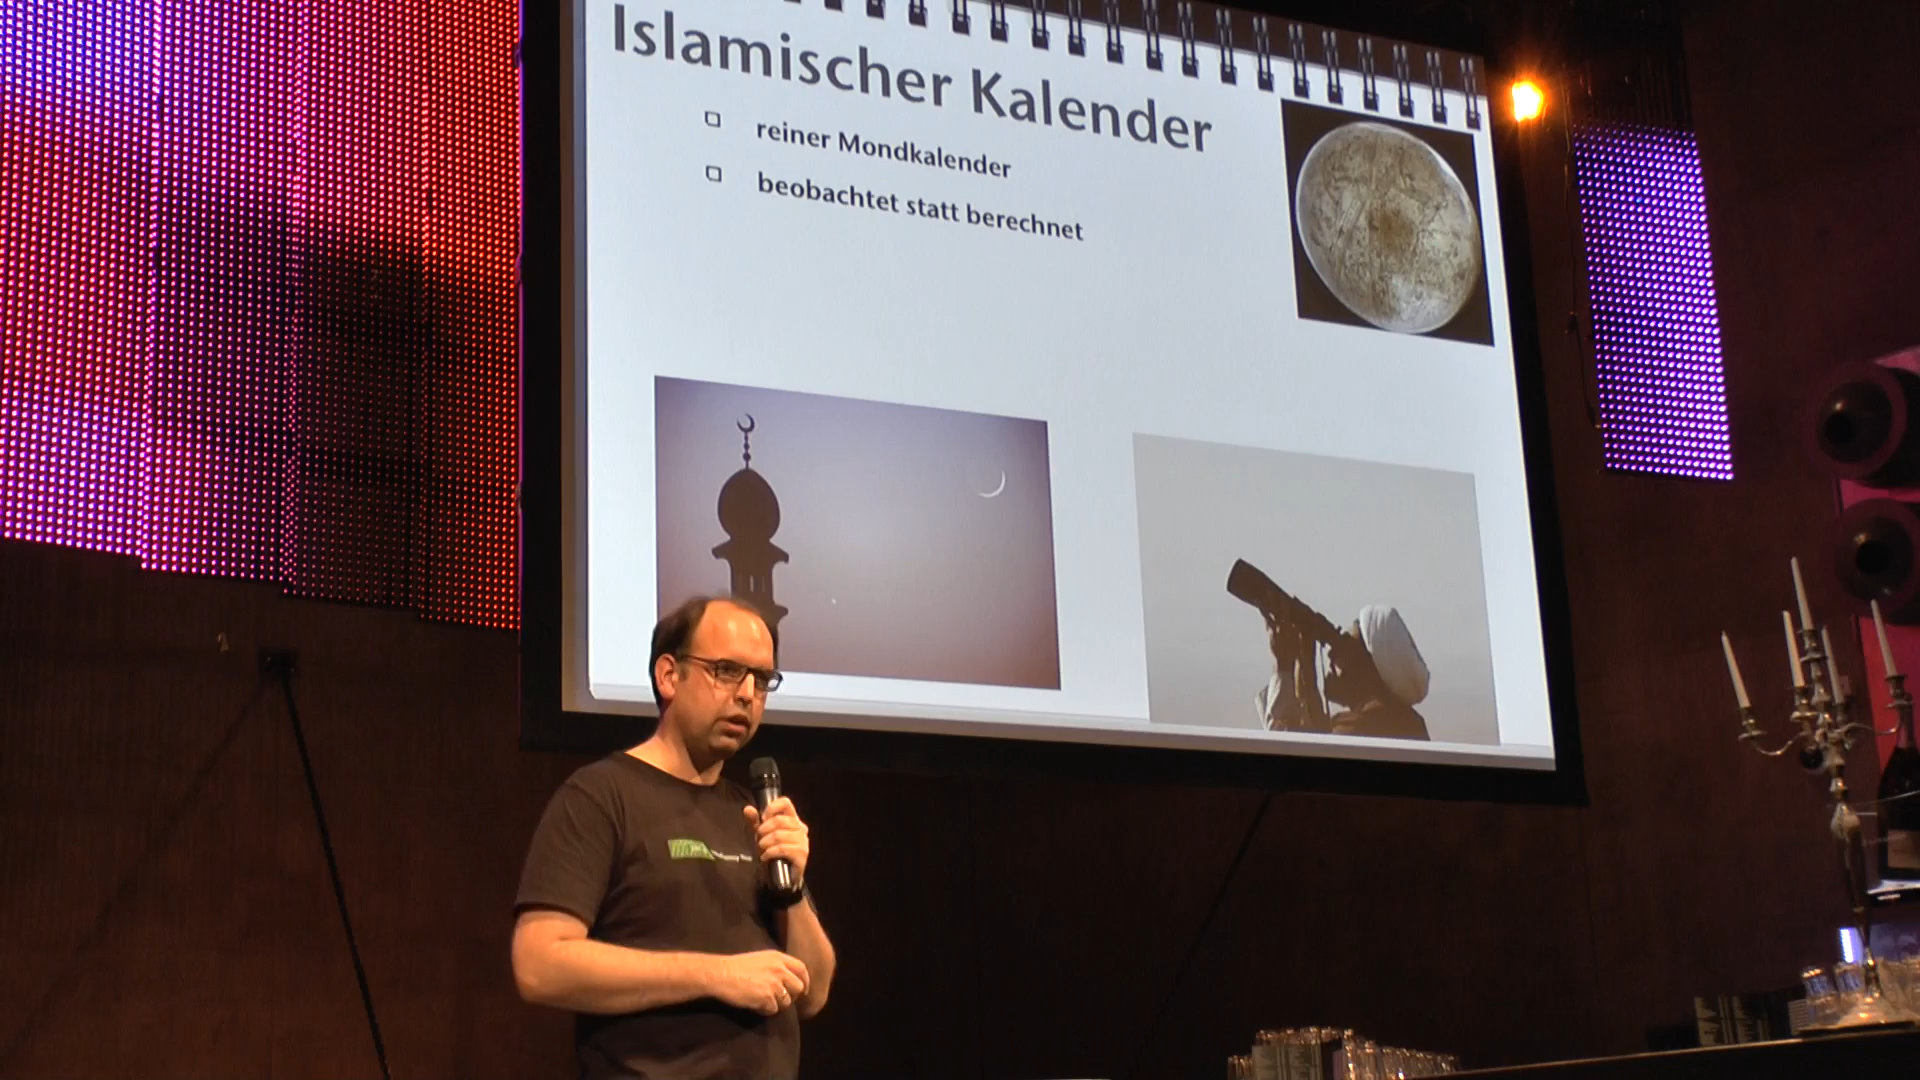 Islamischer Kalender
reiner Mondkalender
beobachtet statt berechnet